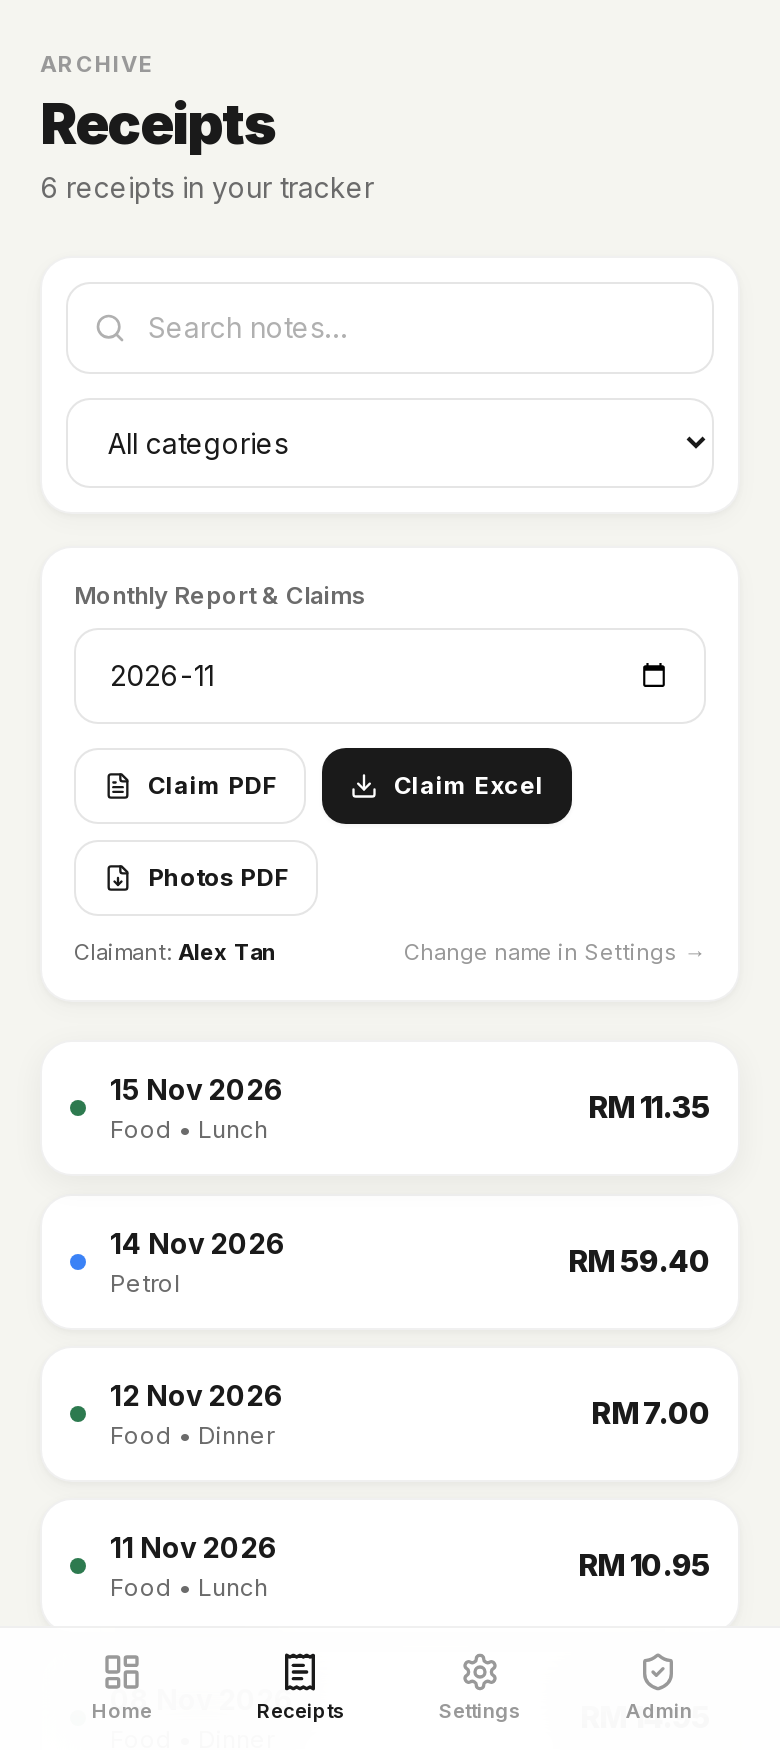 ARCHIVE
Receipts
6 receipts in your tracker
Search notes...
All categories
Monthly Report & Claims
2026-11
Claim PDF
Claim Excel
Photos PDF
Claimant: Alex Tan
Change name in Settings →
15 Nov 2026
RM 11.35
Food • Lunch
14 Nov 2026
RM 59.40
Petrol
12 Nov 2026
RM 7.00
Food • Dinner
11 Nov 2026
RM 10.95
Food • Lunch
Home
Receipts
Settings
Admin
Food • Dinner